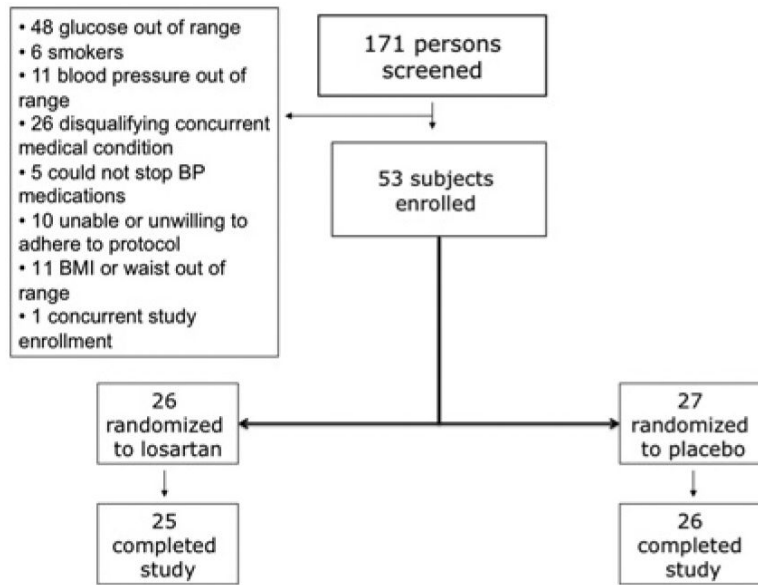 • 48 glucose out of range
• 6 smokers
• 11 blood pressure out of
range
• 26 disqualifying concurrent
medical condition
• 5 could not stop BP
medications
• 10 unable or unwilling to
adhere to protocol
• 11 BMI or waist out of
range
• 1 concurrent study
enrollment
171 persons
screened
53 subjects
enrolled
26
randomized
to losartan
27
randomized
to placebo
25
completed
study
26
completed
study